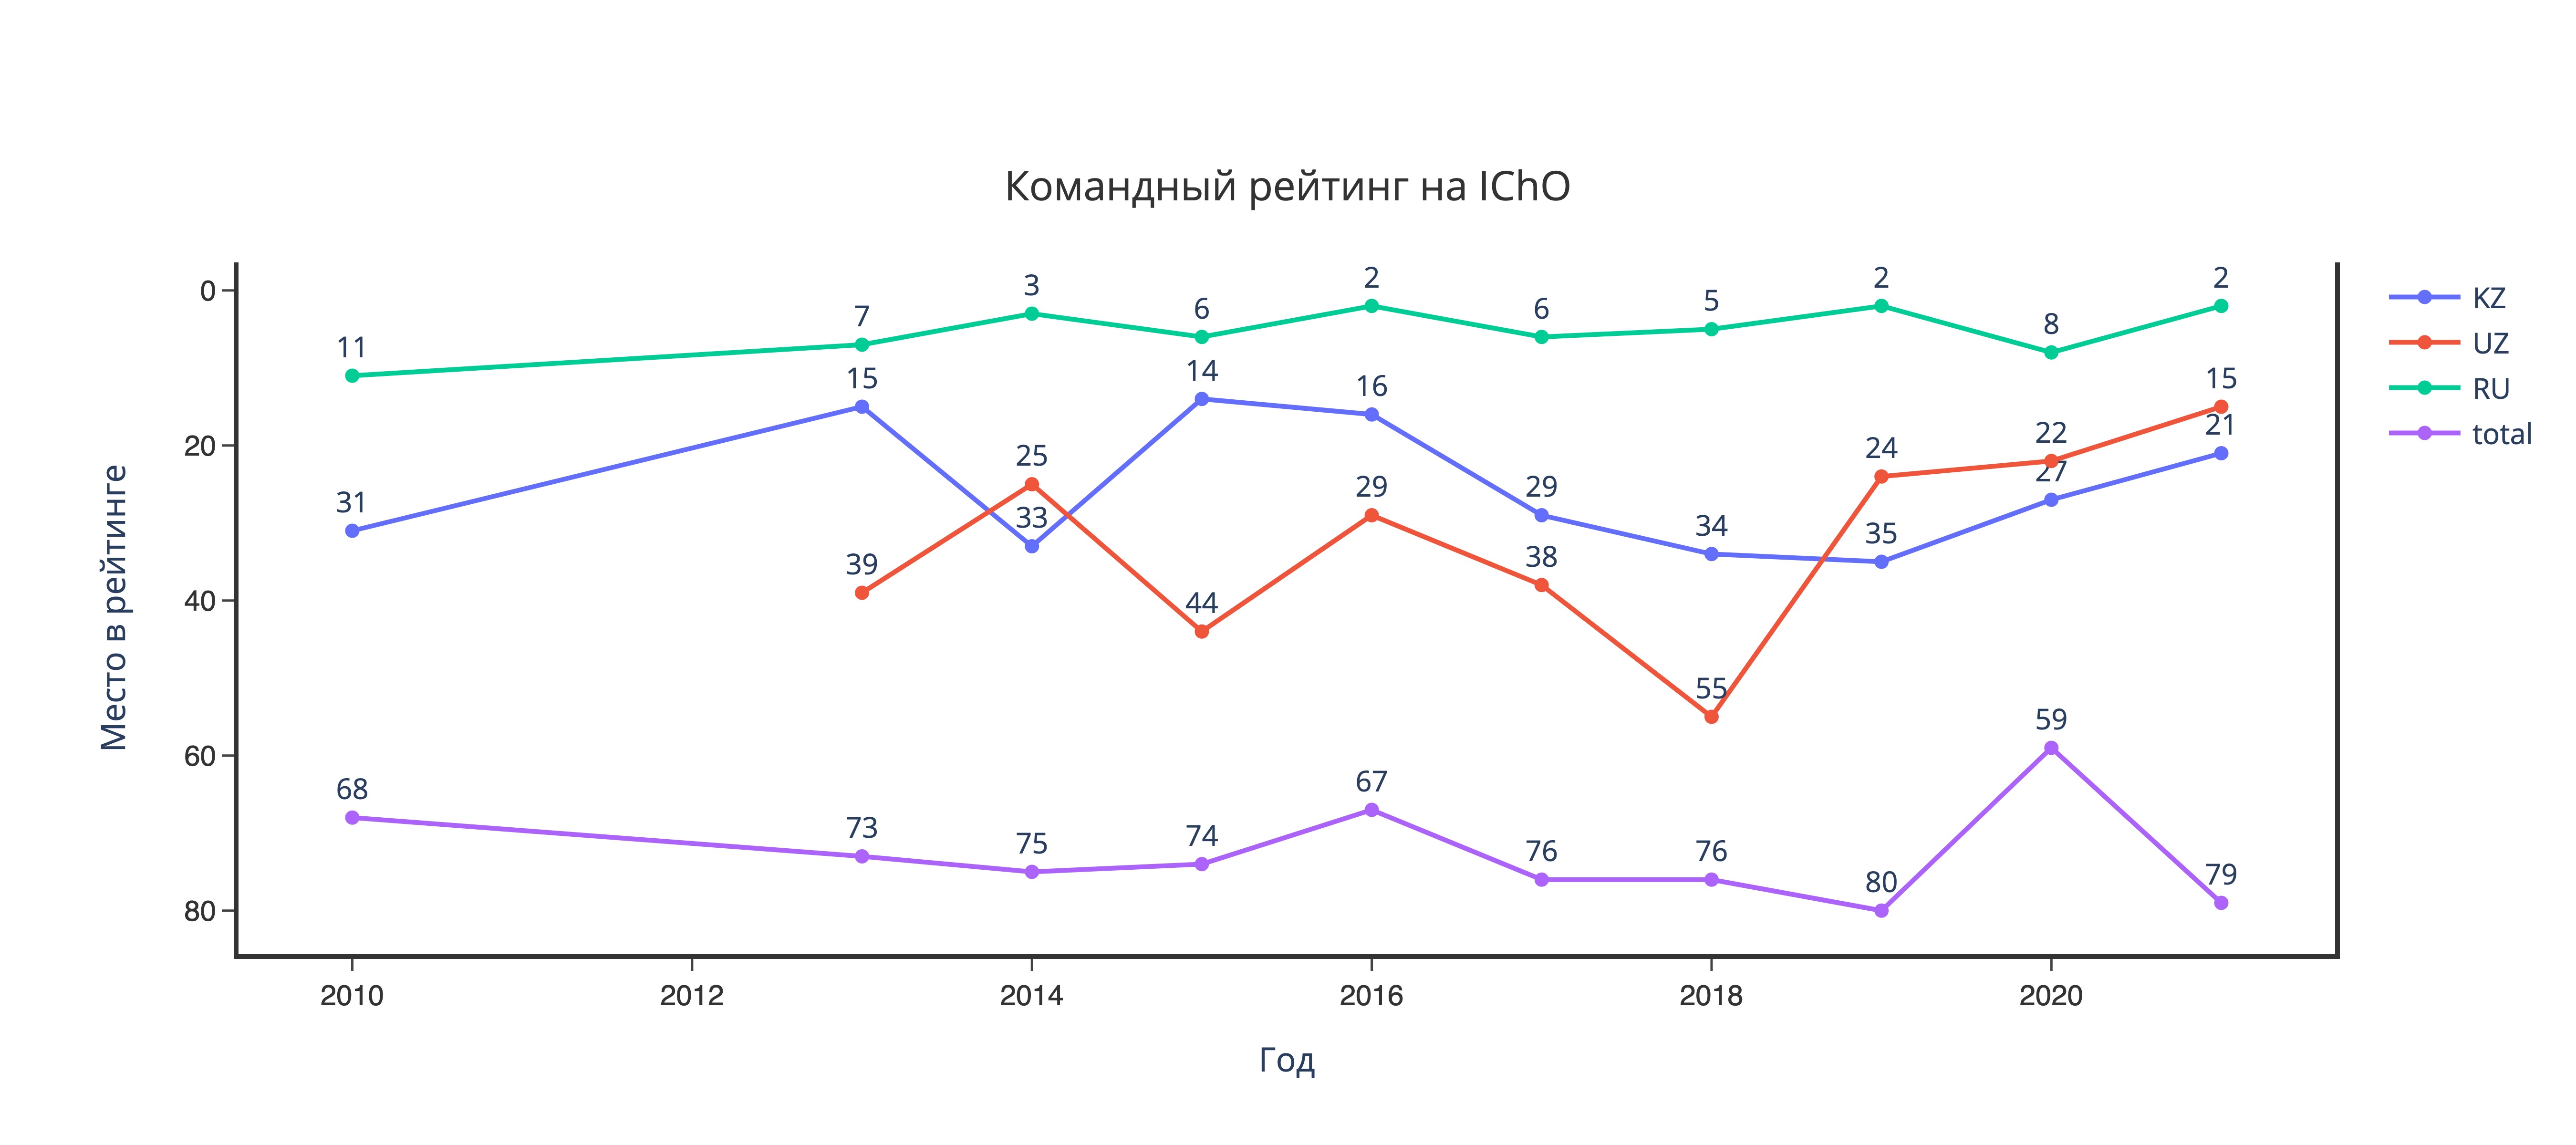 Командный рейтинг на IChO
Место в рейтинге
0
20
40
60
80
11 7 3 6 2 6 5 2 8 2
31 15 33 14 16 29 34 35 27 21
39 25 44 29 38 55 24 22 15
68 73 75 74 67 76 76 80 59 79
2010 2012 2014 2016 2018 2020
Год
KZ
UZ
RU
total